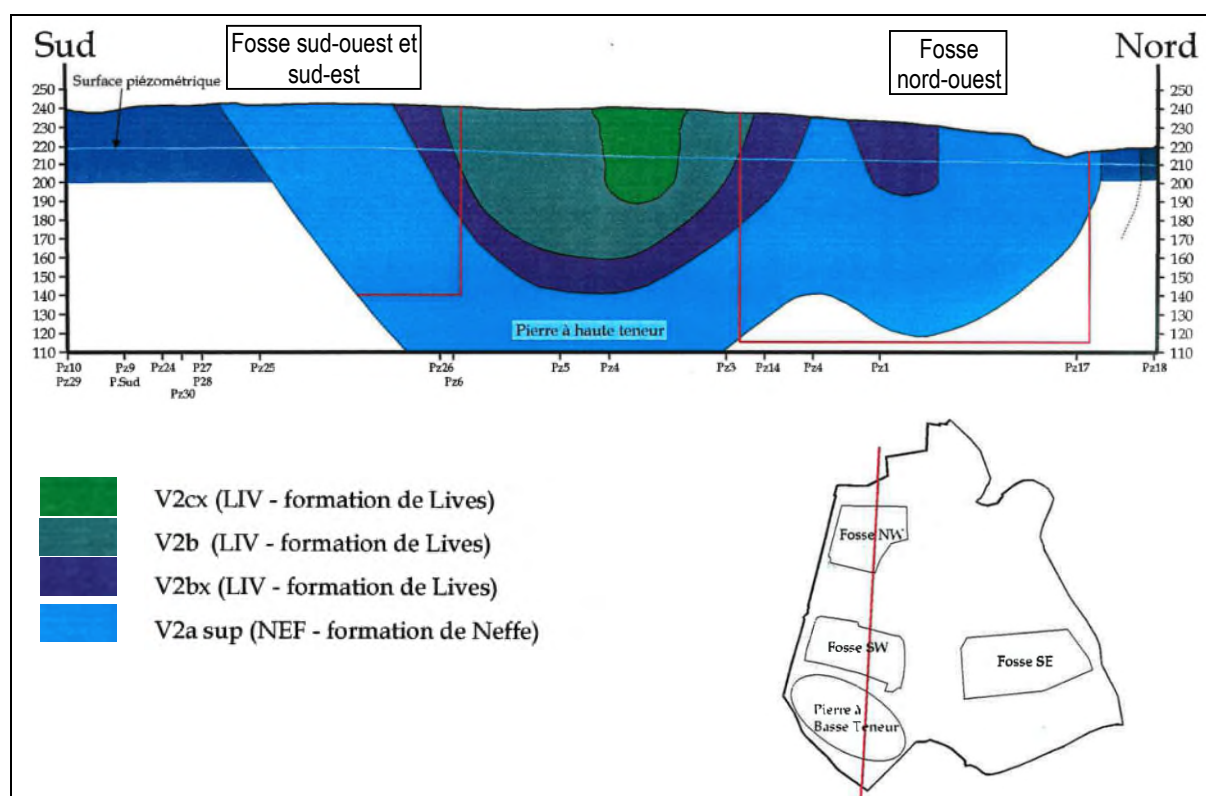 Sud
Fosse sud-ouest et
sud-est
Fosse
nord-ouest
Nord
Surface piézométrique
250
240
230
220
210
200
190
180
170
160
150
140
130
120
110
250
240
230
220
210
200
190
180
170
160
150
140
130
120
110
Pierre à haute teneur
Pz10 Pz9 Pz24 Pz27 Pz25 Pz26 Pz5 Pz4 Pz3 Pz14 Pz4 Pz1 Pz17 Pz18
Pz29 P.Sud Pz30 P28 Pz6
V2cx (LIV - formation de Lives)
V2b (LIV - formation de Lives)
V2bx (LIV - formation de Lives)
V2a sup (NEF - formation de Neffe)
Fosse NW
Fosse SW
Fosse SE
Pierre à
Basse Teneur